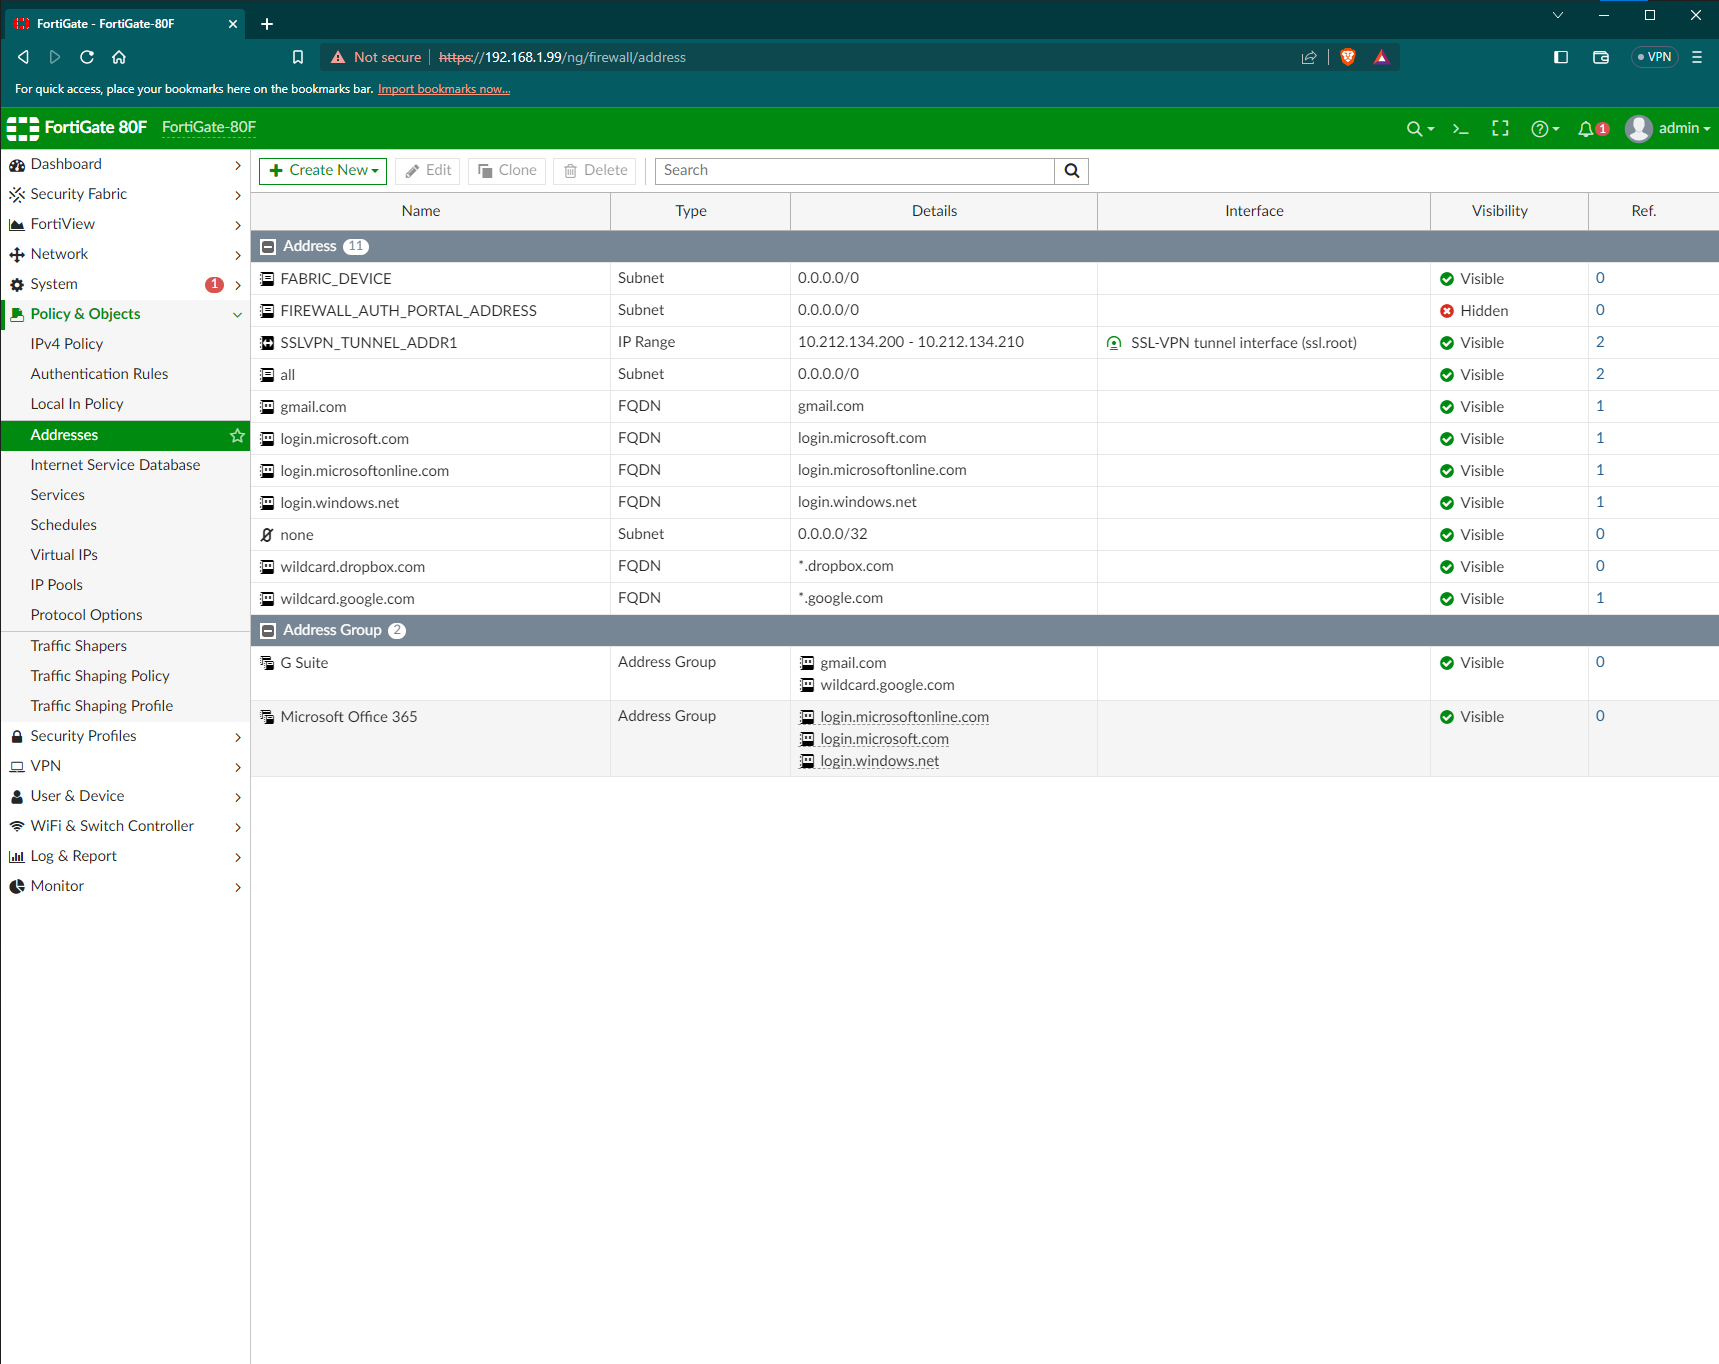 FortiGate - FortiGate-80F
Not secure https://192.168.1.99/ng/firewall/address
VPN
For quick access, place your bookmarks here on the bookmarks bar. Import bookmarks now...
FortiGate 80F FortiGate-80F
1
admin
Dashboard
Security Fabric
FortiView
Network
System 1
Policy & Objects
IPv4 Policy
Authentication Rules
Local In Policy
Addresses
Internet Service Database
Services
Schedules
Virtual IPs
IP Pools
Protocol Options
Traffic Shapers
Traffic Shaping Policy
Traffic Shaping Profile
Security Profiles
VPN
User & Device
WiFi & Switch Controller
Log & Report
Monitor
Create New Edit Clone Delete Search
Name Type Details Interface Visibility Ref.
Address 11
FABRIC_DEVICE Subnet 0.0.0.0/0 Visible 0
FIREWALL_AUTH_PORTAL_ADDRESS Subnet 0.0.0.0/0 Hidden 0
SSLVPN_TUNNEL_ADDR1 IP Range 10.212.134.200 - 10.212.134.210 SSL-VPN tunnel interface (ssl.root) Visible 2
all Subnet 0.0.0.0/0 Visible 2
gmail.com FQDN gmail.com Visible 1
login.microsoft.com FQDN login.microsoft.com Visible 1
login.microsoftonline.com FQDN login.microsoftonline.com Visible 1
login.windows.net FQDN login.windows.net Visible 1
none Subnet 0.0.0.0/32 Visible 0
wildcard.dropbox.com FQDN *.dropbox.com Visible 0
wildcard.google.com FQDN *.google.com Visible 1
Address Group 2
G Suite Address Group gmail.com Visible 0
wildcard.google.com
Microsoft Office 365 Address Group login.microsoftonline.com Visible 0
login.microsoft.com
login.windows.net